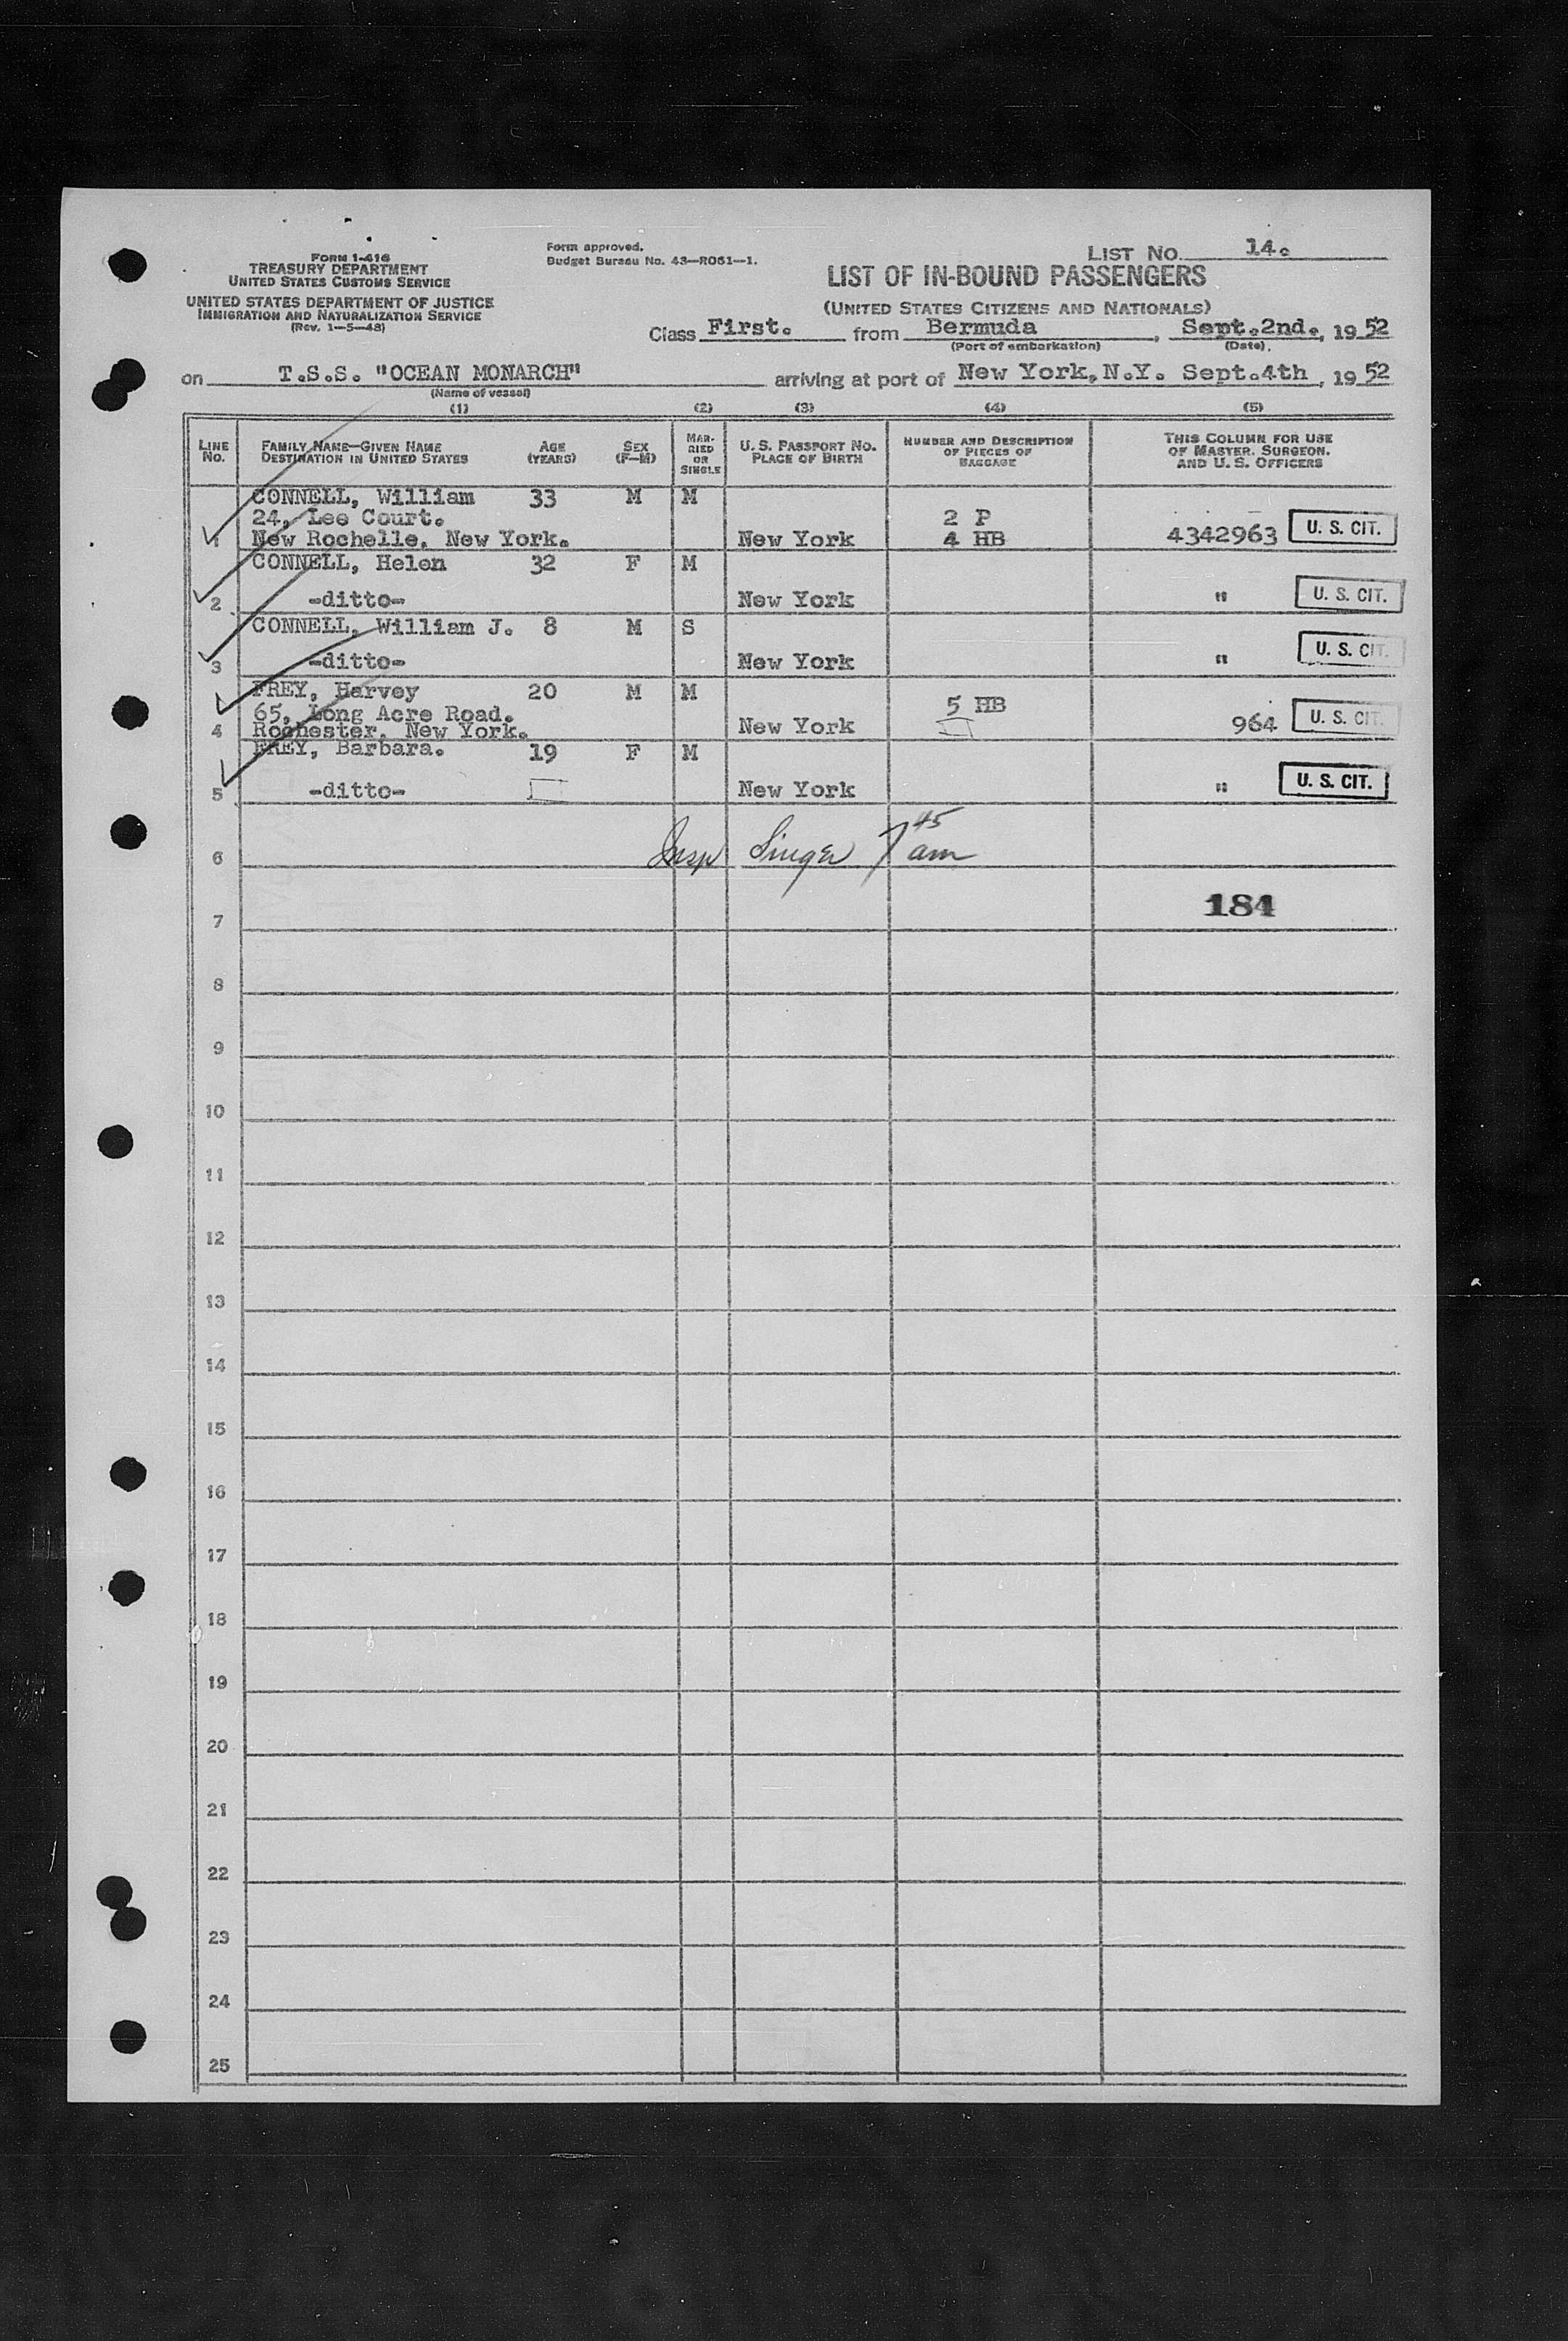 FORM I-416
TREASURY DEPARTMENT
UNITED STATES CUSTOMS SERVICE
UNITED STATES DEPARTMENT OF JUSTICE
IMMIGRATION AND NATURALIZATION SERVICE
(Rev. 1-5-48)
Form approved.
Budget Bureau No. 43-R061-1.
LIST NO. 14.
LIST OF IN-BOUND PASSENGERS
(UNITED STATES CITIZENS AND NATIONALS)
Class First. from Bermuda, Sept.2nd., 1952
(Port of embarkation) (Date)
on T.S.S. "OCEAN MONARCH" arriving at port of New York, N.Y. Sept.4th, 1952
(Name of vessel)
(1) (2) (3) (4) (5)
LINE NO. FAMILY NAME-GIVEN NAME DESTINATION IN UNITED STATES AGE (YEARS) SEX (F-M) MARRIED OR SINGLE U. S. PASSPORT NO. PLACE OF BIRTH NUMBER AND DESCRIPTION OF PIECES OF BAGGAGE THIS COLUMN FOR USE OF MASTER, SURGEON, AND U. S. OFFICERS
CONNELL, William 33 M M
24, Lee Court. 2 P
1 New Rochelle, New York. New York 4 HB 4342963 U. S. CIT.
CONNELL, Helen 32 F M
2 -ditto- New York " U. S. CIT.
CONNELL, William J. 8 M S
3 -ditto- New York " U. S. CIT.
FREY, Harvey 20 M M
65, Long Acre Road. 5 HB
4 Rochester, New York. New York 964 U. S. CIT.
FREY, Barbara. 19 F M
5 -ditto- New York " U. S. CIT.
6 Insp Singer 7 45 am
7 184
8
9
10
11
12
13
14
15
16
17
18
19
20
21
22
23
24
25